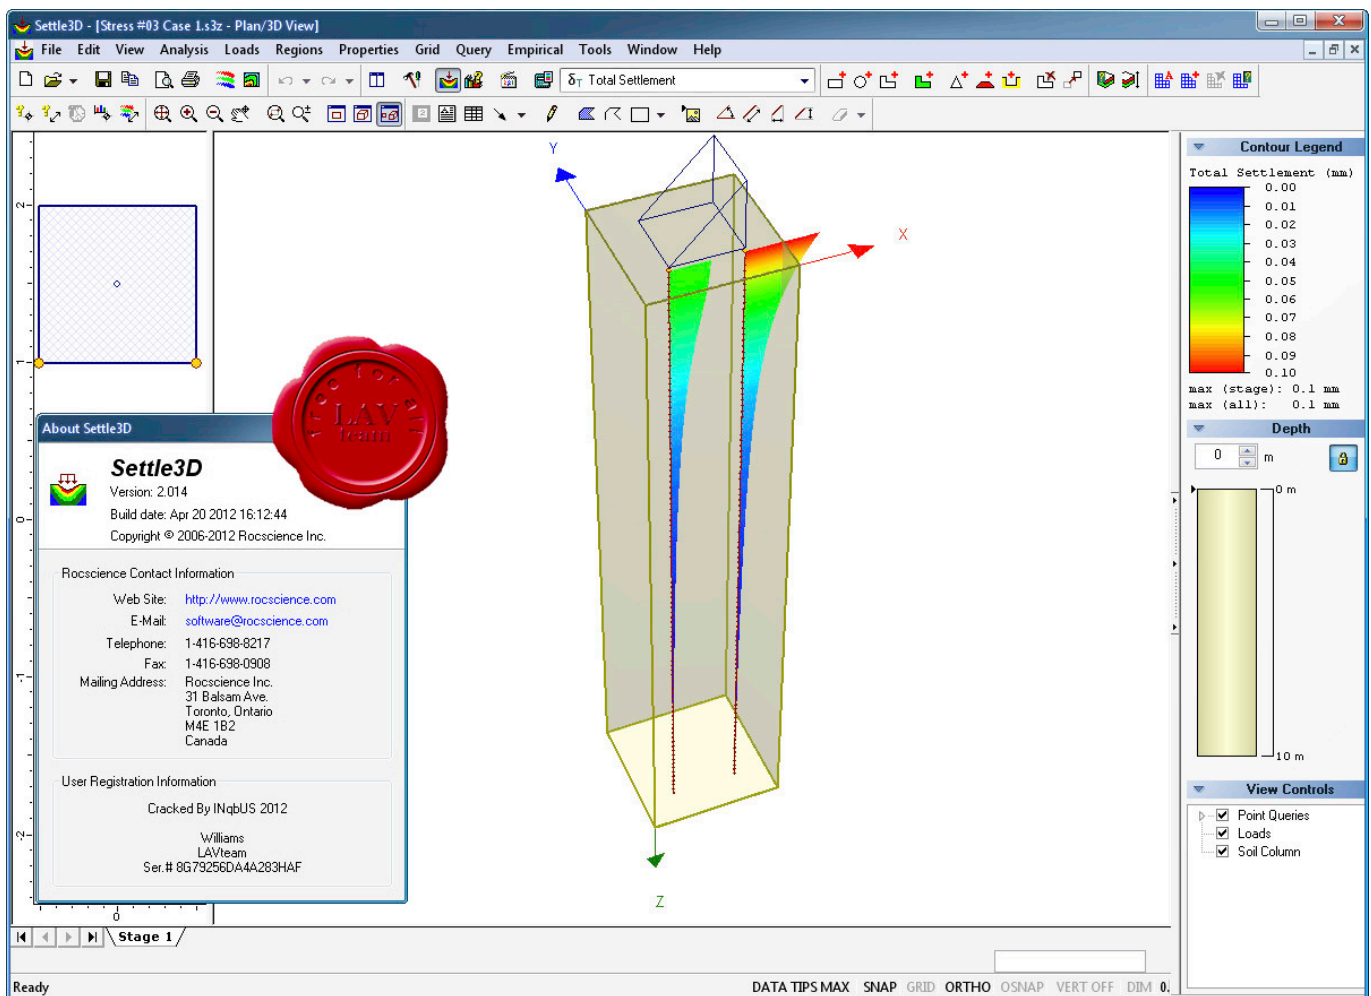 Settle3D - [Stress #03 Case 1.s3z - Plan/3D View]
File Edit View Analysis Loads Regions Properties Grid Query Empirical Tools Window Help
δT Total Settlement
Y
X
Z
2
1
0
-1
-2
0
Contour Legend
Total Settlement (mm)
0.00
0.01
0.02
0.03
0.04
0.05
0.06
0.07
0.08
0.09
0.10
max (stage): 0.1 mm
max (all): 0.1 mm
Depth
0 m
0 m
10 m
View Controls
Point Queries
Loads
Soil Column
free for all
LAV
team
About Settle3D
Settle3D
Version: 2.014
Build date: Apr 20 2012 16:12:44
Copyright © 2006-2012 Rocscience Inc.
Rocscience Contact Information
Web Site: http://www.rocscience.com
E-Mail: software@rocscience.com
Telephone: 1-416-698-8217
Fax: 1-416-698-0908
Mailing Address: Rocscience Inc.
31 Balsam Ave.
Toronto, Ontario
M4E 1B2
Canada
User Registration Information
Cracked By INqbUS 2012
Williams
LAVteam
Ser.# 8G79256DA4A283HAF
Stage 1
Ready
DATA TIPS MAX SNAP GRID ORTHO OSNAP VERT OFF DIM 0.